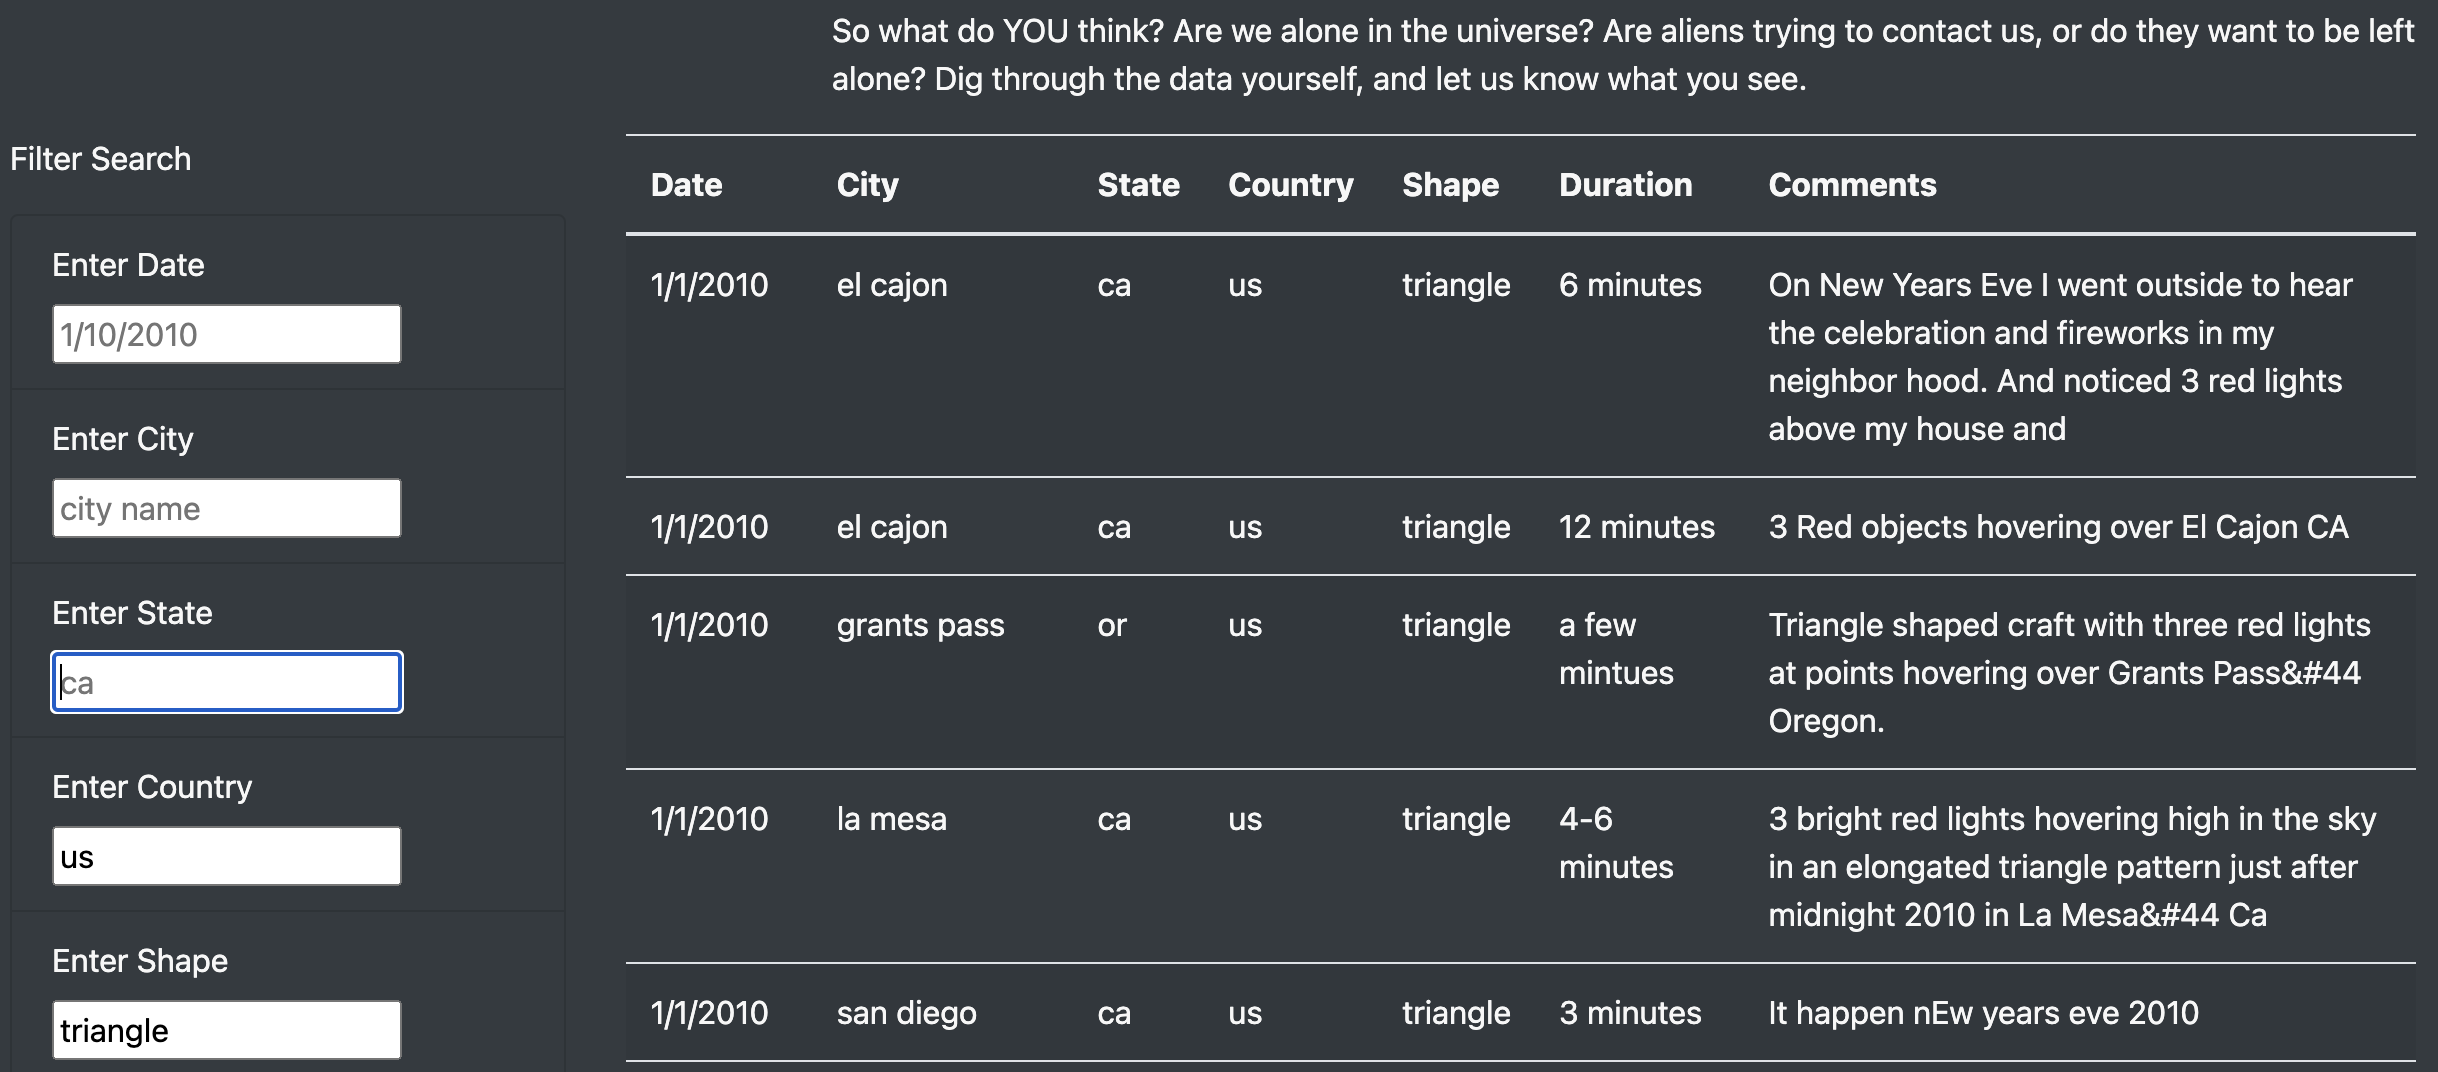 So what do YOU think? Are we alone in the universe? Are aliens trying to contact us, or do they want to be left
alone? Dig through the data yourself, and let us know what you see.
Filter Search
Enter Date
1/10/2010
Enter City
city name
Enter State
ca
Enter Country
us
Enter Shape
triangle
Date City State Country Shape Duration Comments
1/1/2010 el cajon ca us triangle 6 minutes On New Years Eve I went outside to hear
the celebration and fireworks in my
neighbor hood. And noticed 3 red lights
above my house and
1/1/2010 el cajon ca us triangle 12 minutes 3 Red objects hovering over El Cajon CA
1/1/2010 grants pass or us triangle a few Triangle shaped craft with three red lights
mintues at points hovering over Grants Pass&#44
Oregon.
1/1/2010 la mesa ca us triangle 4-6 3 bright red lights hovering high in the sky
minutes in an elongated triangle pattern just after
midnight 2010 in La Mesa&#44 Ca
1/1/2010 san diego ca us triangle 3 minutes It happen nEw years eve 2010